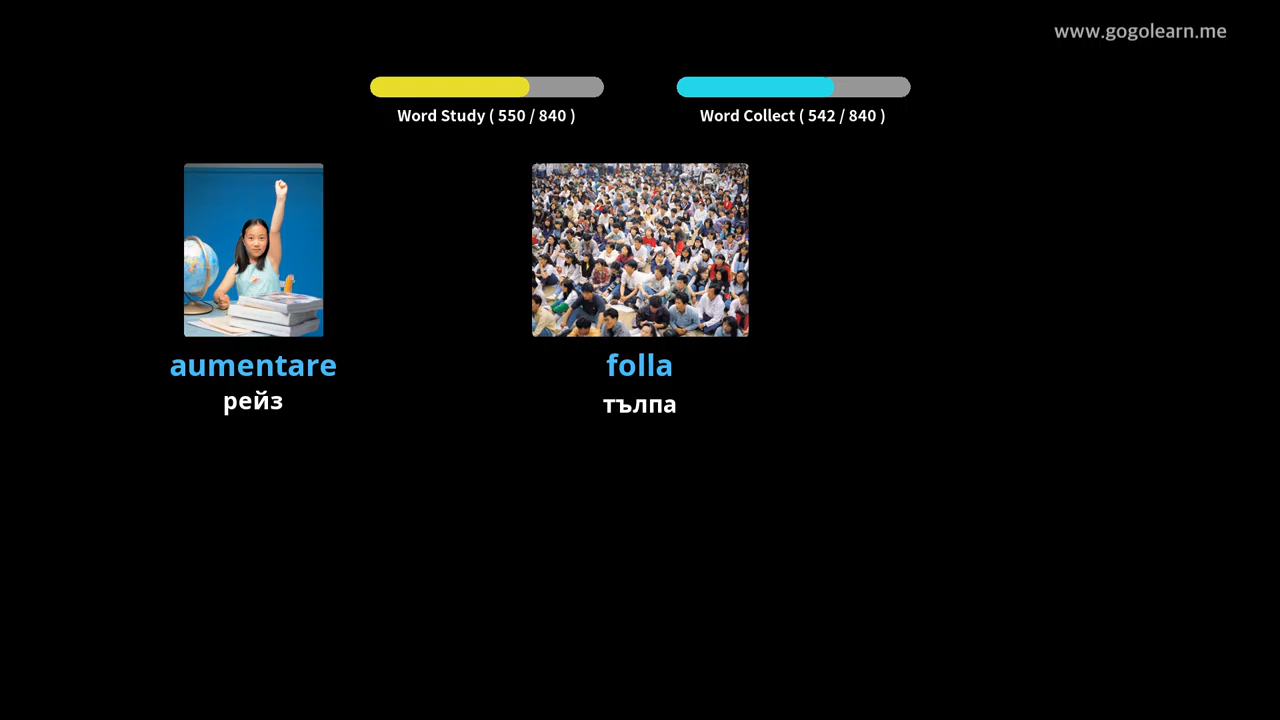 www.gogolearn.me
Word Study ( 550 / 840 )
Word Collect ( 542 / 840 )
aumentare
рейз
folla
тълпа